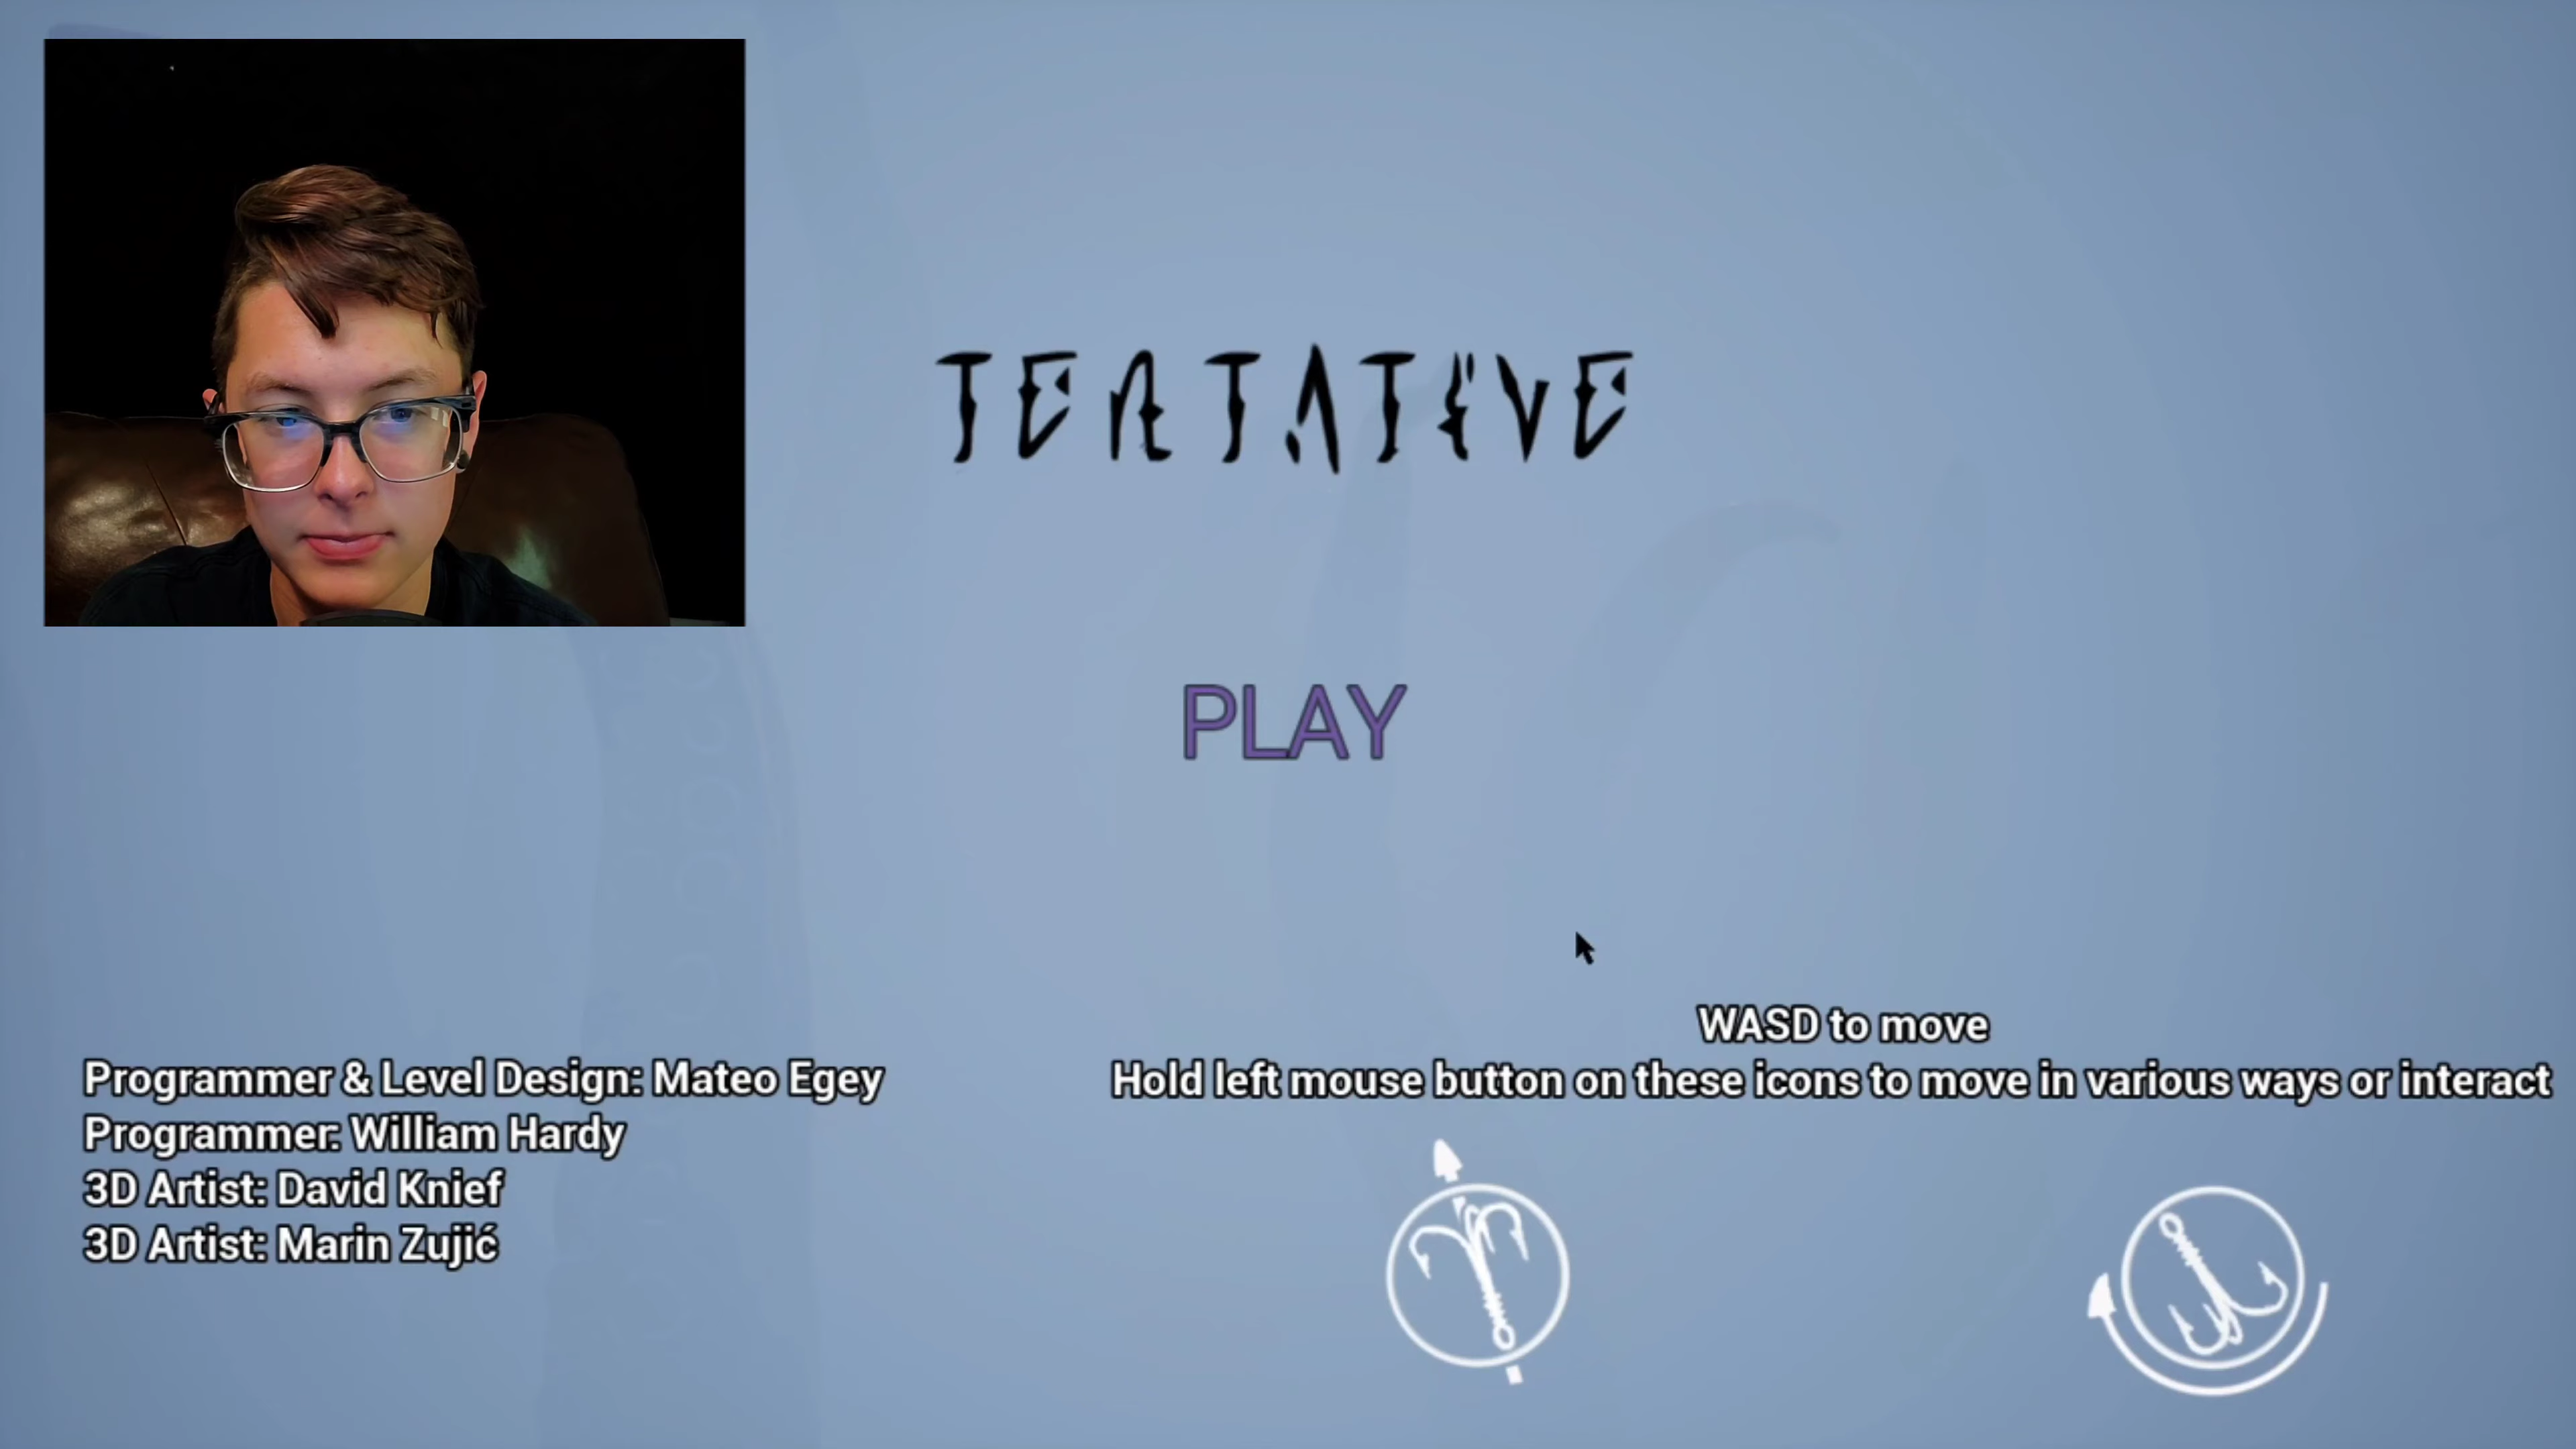 TENTATIVE
PLAY
WASD to move
Hold left mouse button on these icons to move in various ways or interact
Programmer & Level Design: Mateo Egey
Programmer: William Hardy
3D Artist: David Knief
3D Artist: Marin Zujić